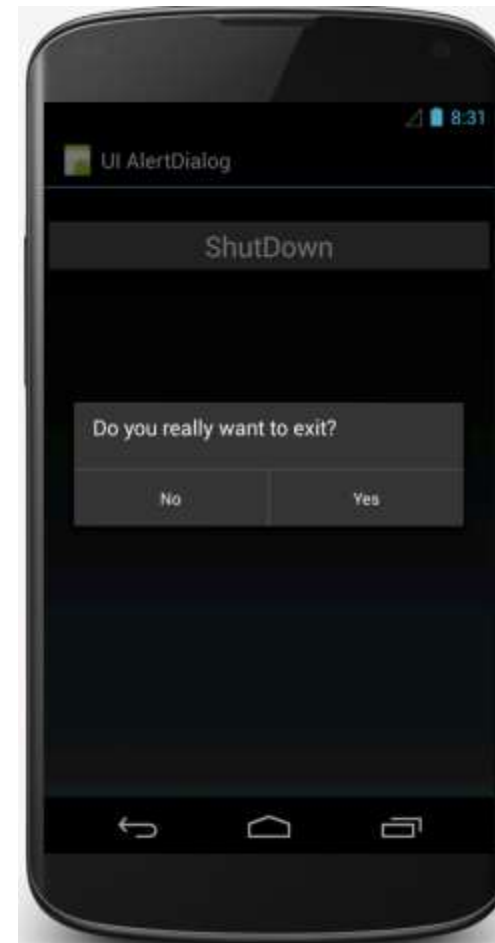 8:31
UI AlertDialog
ShutDown
Do you really want to exit?
No
Yes